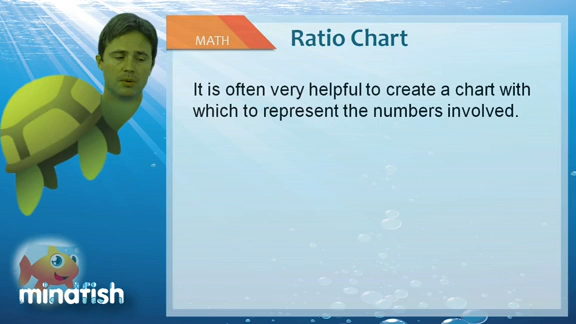 MATH
Ratio Chart
It is often very helpful to create a chart with
which to represent the numbers involved.
minafish